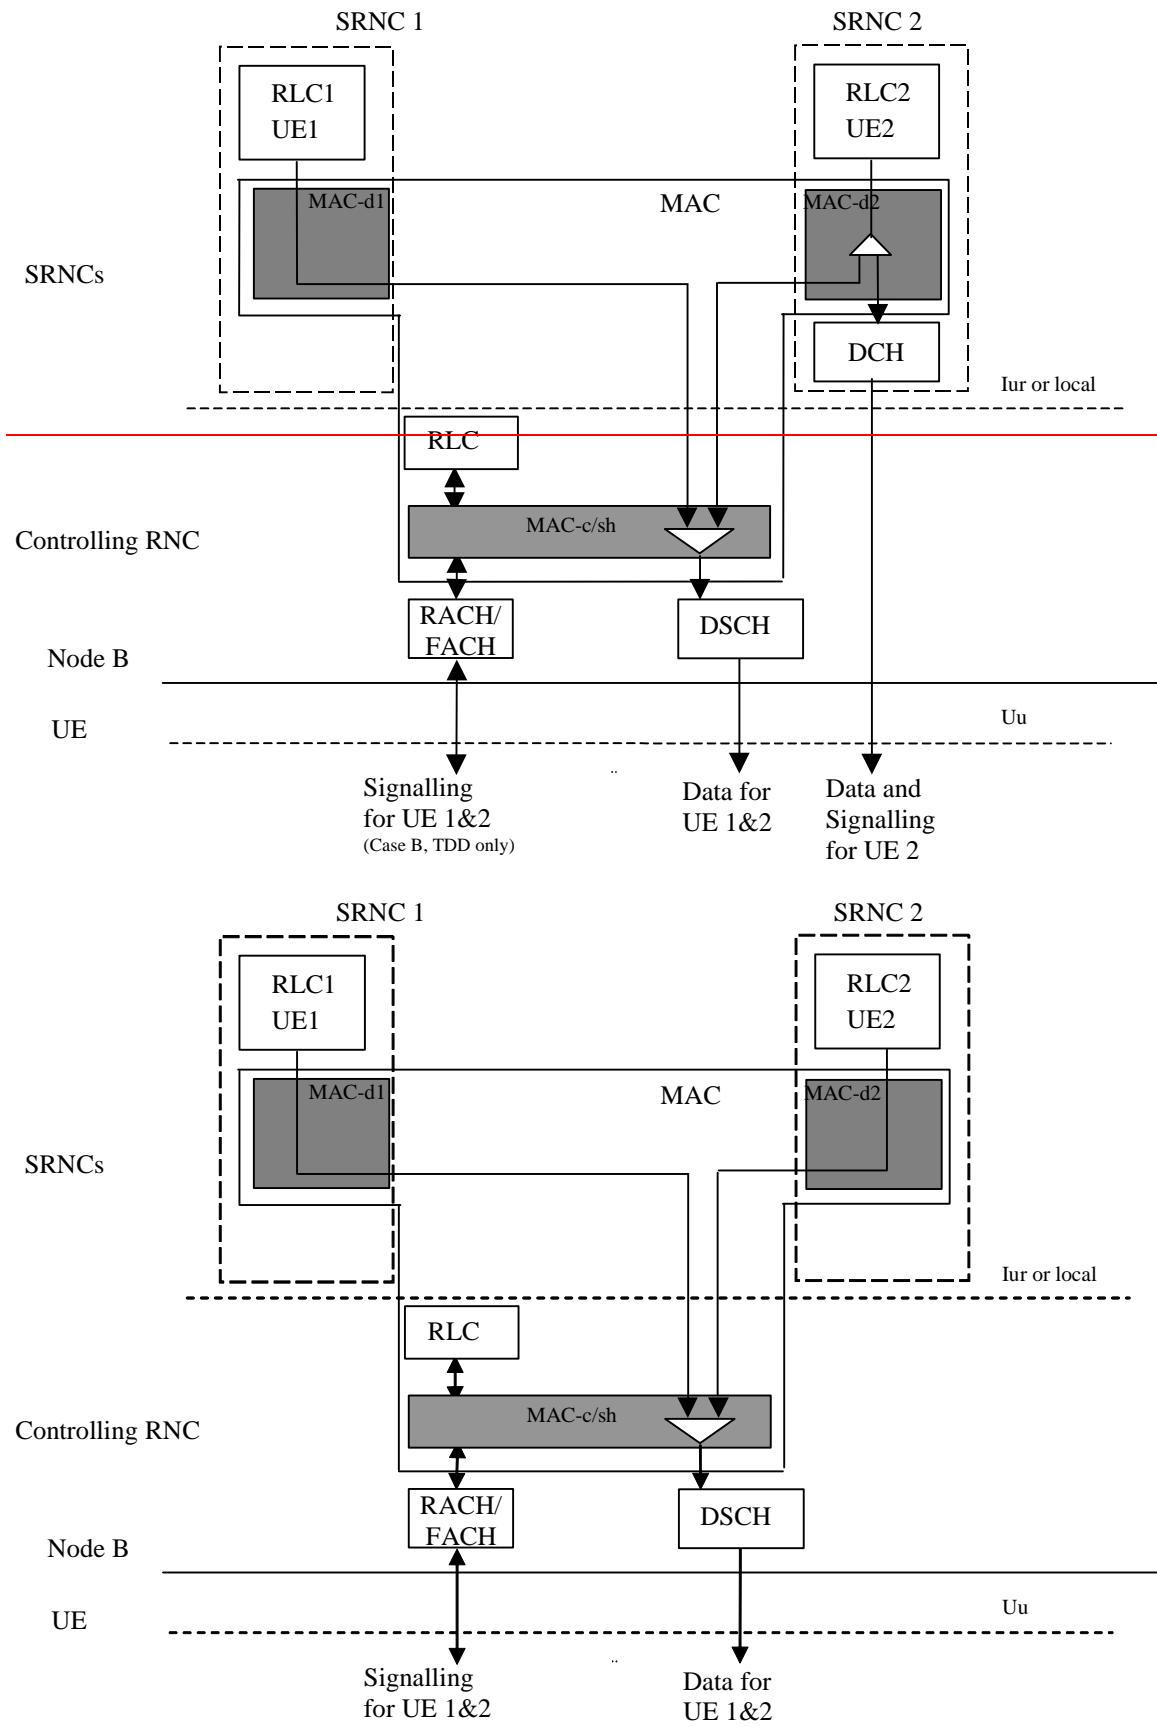 SRNC 1
SRNC 2
RLC1
UE1
RLC2
UE2
MAC-d1
MAC
MAC-d2
SRNCs
DCH
Iur or local
RLC
MAC-c/sh
Controlling RNC
RACH/
FACH
DSCH
Node B
UE
Uu
..
Signalling
for UE 1&2
(Case B, TDD only)
Data for
UE 1&2
Data and
Signalling
for UE 2
SRNC 1
SRNC 2
RLC1
UE1
RLC2
UE2
MAC-d1
MAC
MAC-d2
SRNCs
Iur or local
RLC
MAC-c/sh
Controlling RNC
RACH/
FACH
DSCH
Node B
UE
Uu
..
Signalling
for UE 1&2
Data for
UE 1&2